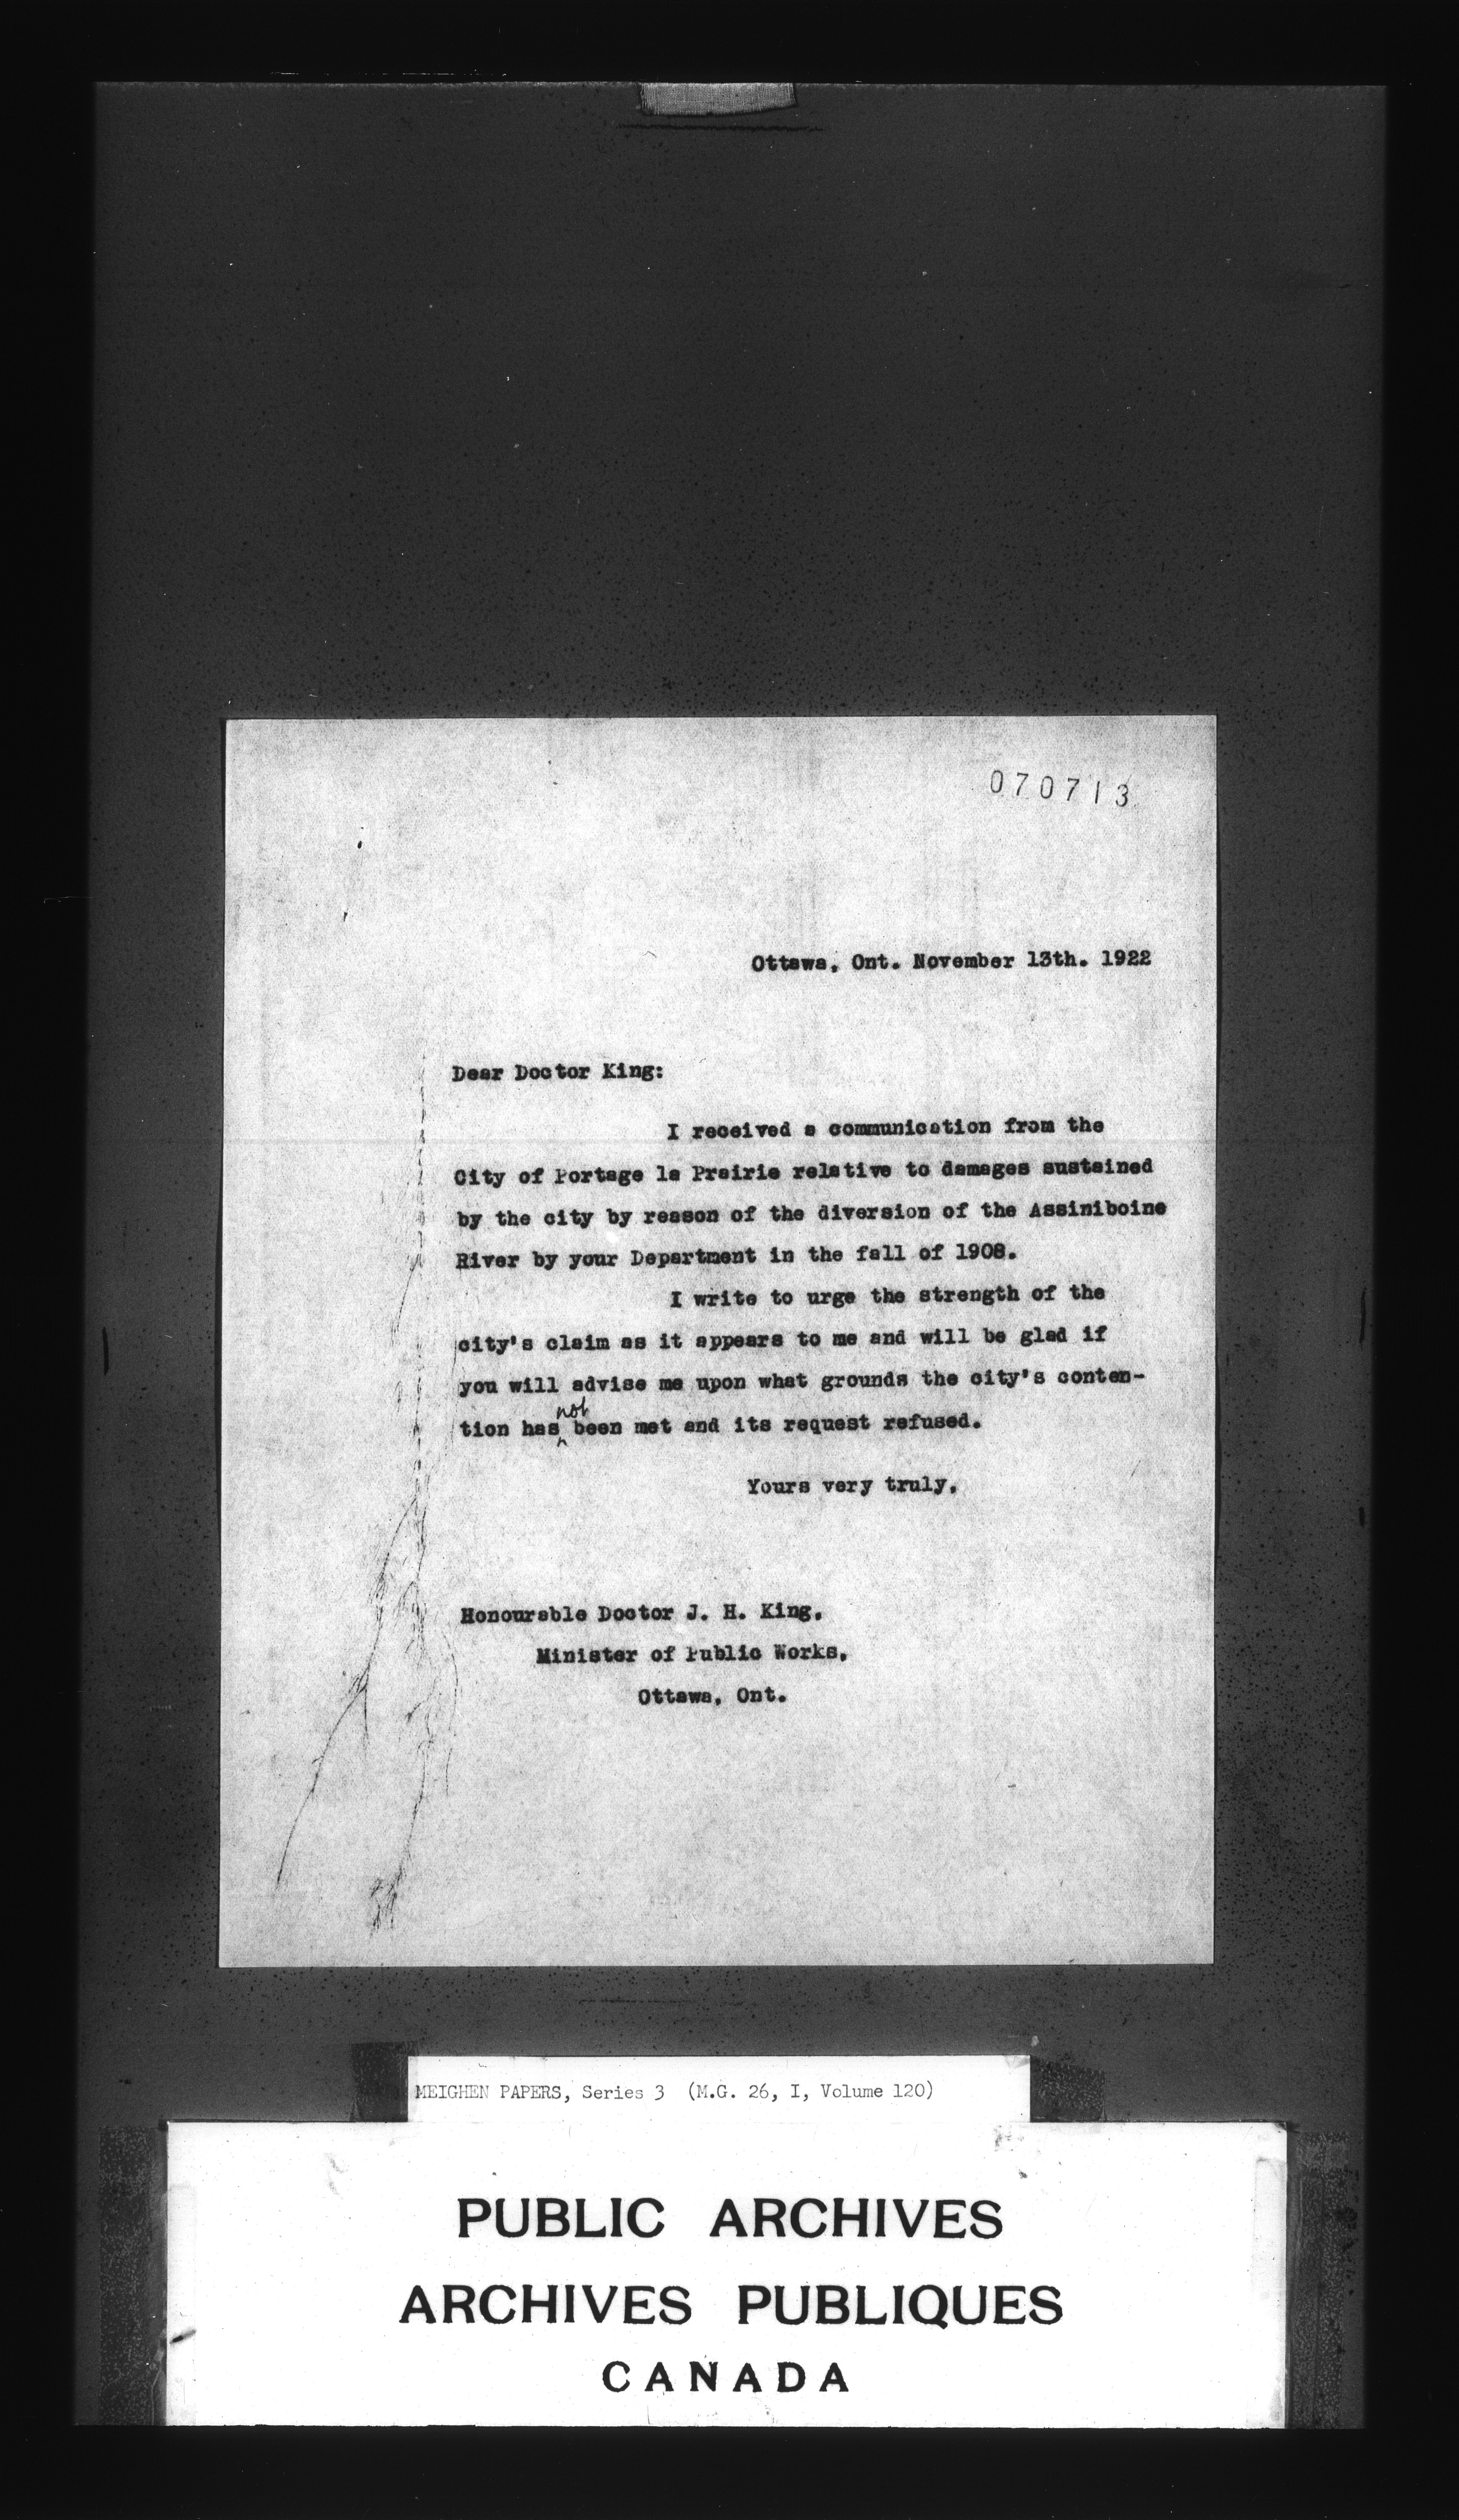 070713
Ottawa, Ont. November 13th. 1922
Dear Doctor King:
I received a communication from the
City of Portage la Prairie relative to damages sustained
by the city by reason of the diversion of the Assiniboine
River by your Department in the fall of 1908.
I write to urge the strength of the
city's claim as it appears to me and will be glad if
you will advise me upon what grounds the city's conten-
tion has not been met and its request refused.
Yours very truly,
Honourable Doctor J. H. King,
Minister of Public Works,
Ottawa, Ont.
MEIGHEN PAPERS, Series 3 (M.G. 26, I, Volume 120)
PUBLIC ARCHIVES
ARCHIVES PUBLIQUES
CANADA